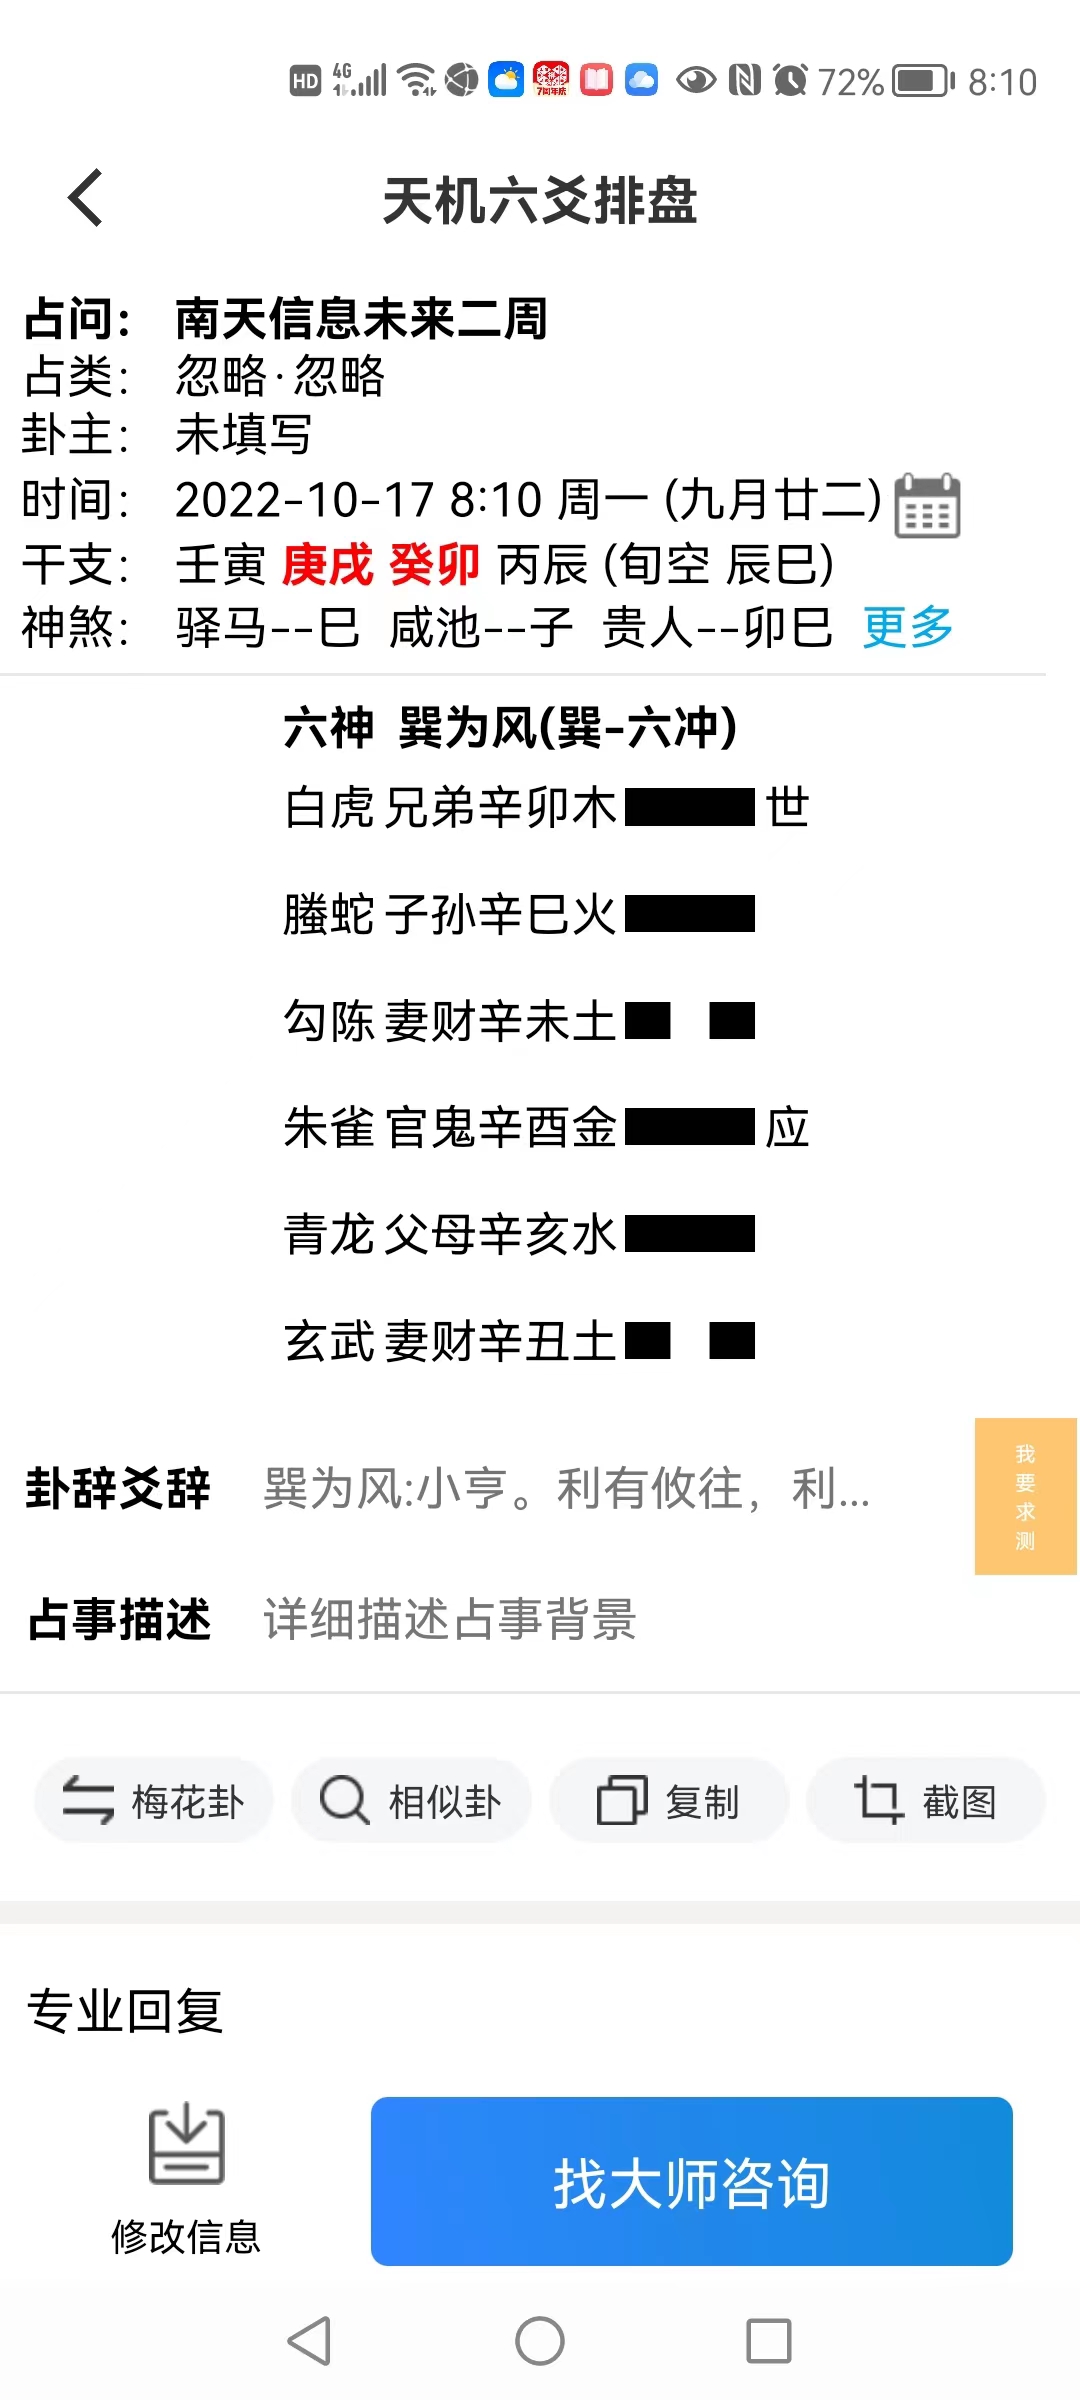 HD 4G 72% 8:10
天机六爻排盘
占问： 南天信息未来二周
占类： 忽略·忽略
卦主： 未填写
时间： 2022-10-17 8:10 周一 (九月廿二)
干支： 壬寅 庚戌 癸卯 丙辰 (旬空 辰巳)
神煞： 驿马--巳 咸池--子 贵人--卯巳 更多
六神 巽为风(巽-六冲)
白虎 兄弟辛卯木 世
螣蛇 子孙辛巳火
勾陈 妻财辛未土
朱雀 官鬼辛酉金 应
青龙 父母辛亥水
玄武 妻财辛丑土
卦辞爻辞 巽为风:小亨。利有攸往，利...
我要求测
占事描述 详细描述占事背景
梅花卦 相似卦 复制 截图
专业回复
修改信息 找大师咨询